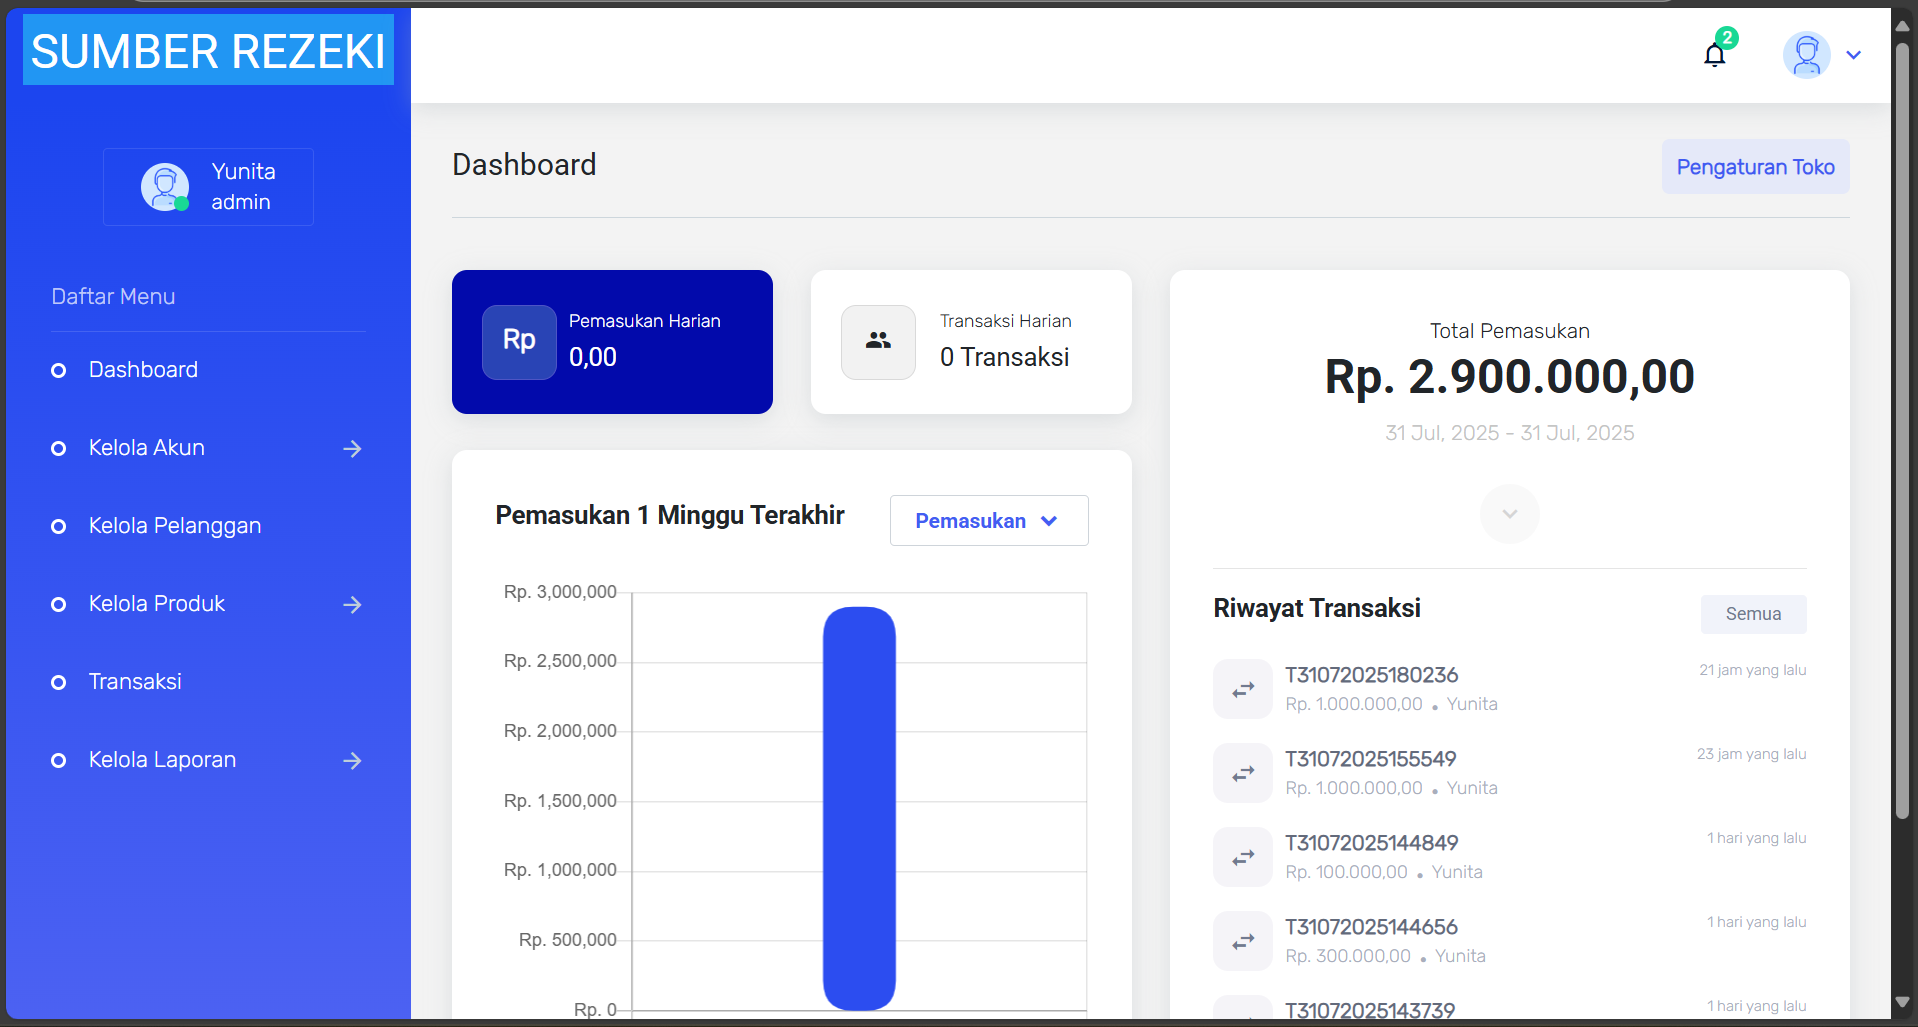 SUMBER REZEKI
2
Yunita
admin
Daftar Menu
Dashboard
Kelola Akun
Kelola Pelanggan
Kelola Produk
Transaksi
Kelola Laporan
Dashboard
Pengaturan Toko
Rp
Pemasukan Harian
0,00
Transaksi Harian
0 Transaksi
Pemasukan 1 Minggu Terakhir
Pemasukan
Rp. 3,000,000
Rp. 2,500,000
Rp. 2,000,000
Rp. 1,500,000
Rp. 1,000,000
Rp. 500,000
Rp. 0
Total Pemasukan
Rp. 2.900.000,00
31 Jul, 2025 - 31 Jul, 2025
Riwayat Transaksi
Semua
T31072025180236
21 jam yang lalu
Rp. 1.000.000,00 • Yunita
T31072025155549
23 jam yang lalu
Rp. 1.000.000,00 • Yunita
T31072025144849
1 hari yang lalu
Rp. 100.000,00 • Yunita
T31072025144656
1 hari yang lalu
Rp. 300.000,00 • Yunita
T31072025143739
1 hari yang lalu